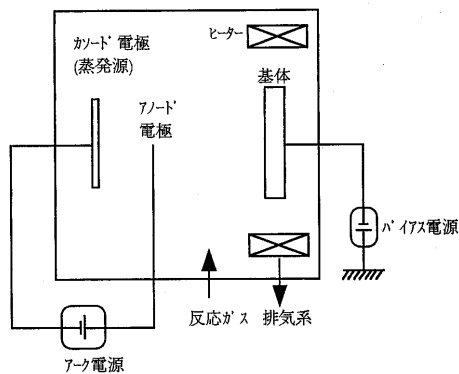 ヒーター
カソード電極
(蒸発源)
基体
アノード
電極
バイアス電源
反応ガス 排気系
アーク電源